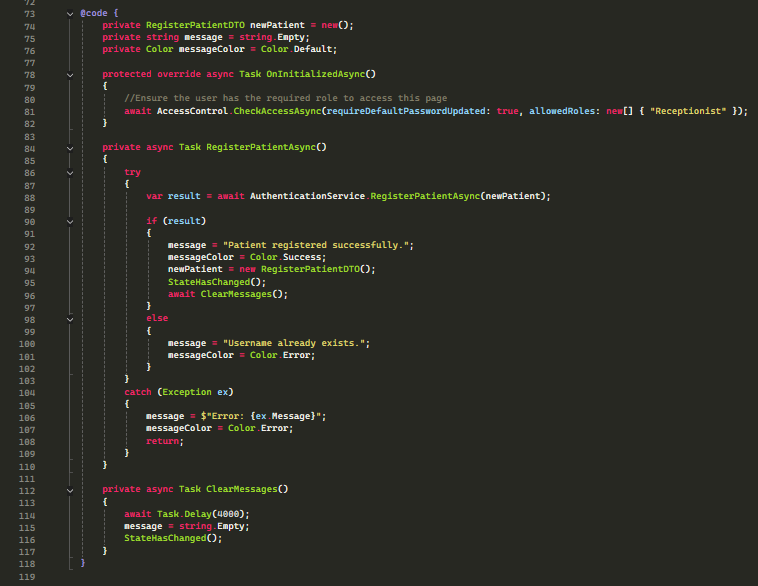 72
73 @code {
74     private RegisterPatientDTO newPatient = new();
75     private string message = string.Empty;
76     private Color messageColor = Color.Default;
77
78     protected override async Task OnInitializedAsync()
79     {
80         //Ensure the user has the required role to access this page
81         await AccessControl.CheckAccessAsync(requireDefaultPasswordUpdated: true, allowedRoles: new[] { "Receptionist" });
82     }
83
84     private async Task RegisterPatientAsync()
85     {
86         try
87         {
88             var result = await AuthenticationService.RegisterPatientAsync(newPatient);
89
90             if (result)
91             {
92                 message = "Patient registered successfully.";
93                 messageColor = Color.Success;
94                 newPatient = new RegisterPatientDTO();
95                 StateHasChanged();
96                 await ClearMessages();
97             }
98             else
99             {
100                 message = "Username already exists.";
101                 messageColor = Color.Error;
102             }
103         }
104         catch (Exception ex)
105         {
106             message = $"Error: {ex.Message}";
107             messageColor = Color.Error;
108             return;
109         }
110     }
111
112     private async Task ClearMessages()
113     {
114         await Task.Delay(4000);
115         message = string.Empty;
116         StateHasChanged();
117     }
118 }
119